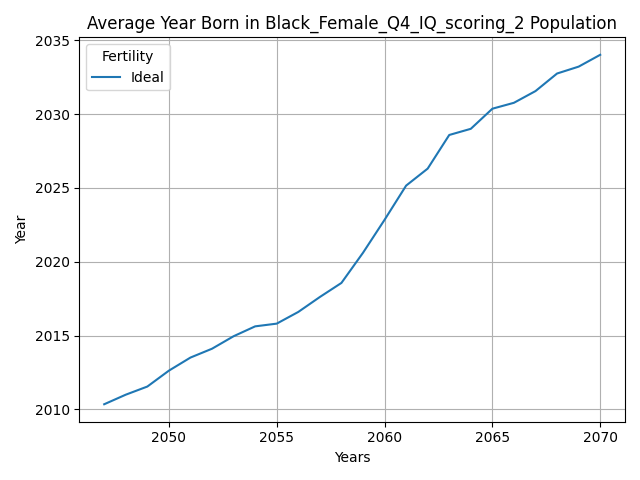 Average Year Born in Black_Female_Q4_IQ_scoring_2 Population
Fertility
Ideal
2035
2030
2025
2020
2015
2010
Year
2050 2055 2060 2065 2070
Years